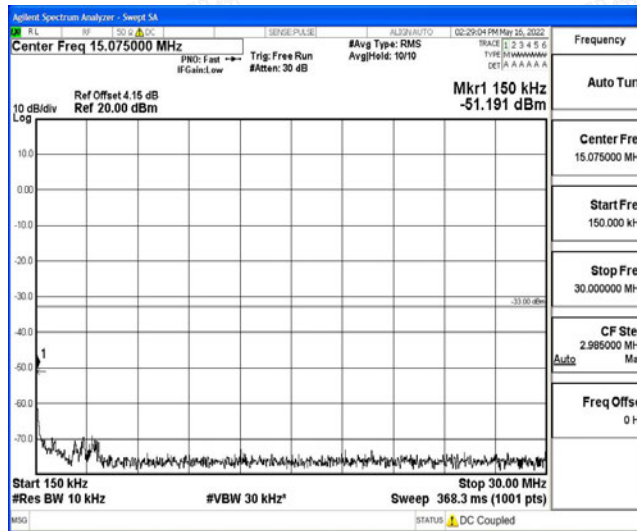 Agilent Spectrum Analyzer - Swept SA
RL RF 50 Ω DC SENSE:PULSE ALIGN AUTO 02:29:04 PM May 16, 2022
Center Freq 15.075000 MHz
PNO: Fast
IFGain:Low
Trig: Free Run
#Atten: 30 dB
#Avg Type: RMS
Avg|Hold: 10/10
TRACE 1 2 3 4 5 6
TYPE M
DET A A A A A A
Mkr1 150 kHz
-51.191 dBm
Ref Offset 4.15 dB
Ref 20.00 dBm
10 dB/div
Log
10.0
0.00
-10.0
-20.0
-30.0
-33.00 dBm
-40.0
1
-50.0
-60.0
-70.0
Start 150 kHz
Stop 30.00 MHz
#Res BW 10 kHz
#VBW 30 kHz*
Sweep 368.3 ms (1001 pts)
MSG
STATUS
DC Coupled
Frequency
Auto Tun
Center Fre
15.075000 MH
Start Fre
150.000 kH
Stop Fre
30.000000 MH
CF Ste
2.985000 MH
Auto Ma
Freq Offse
0 H